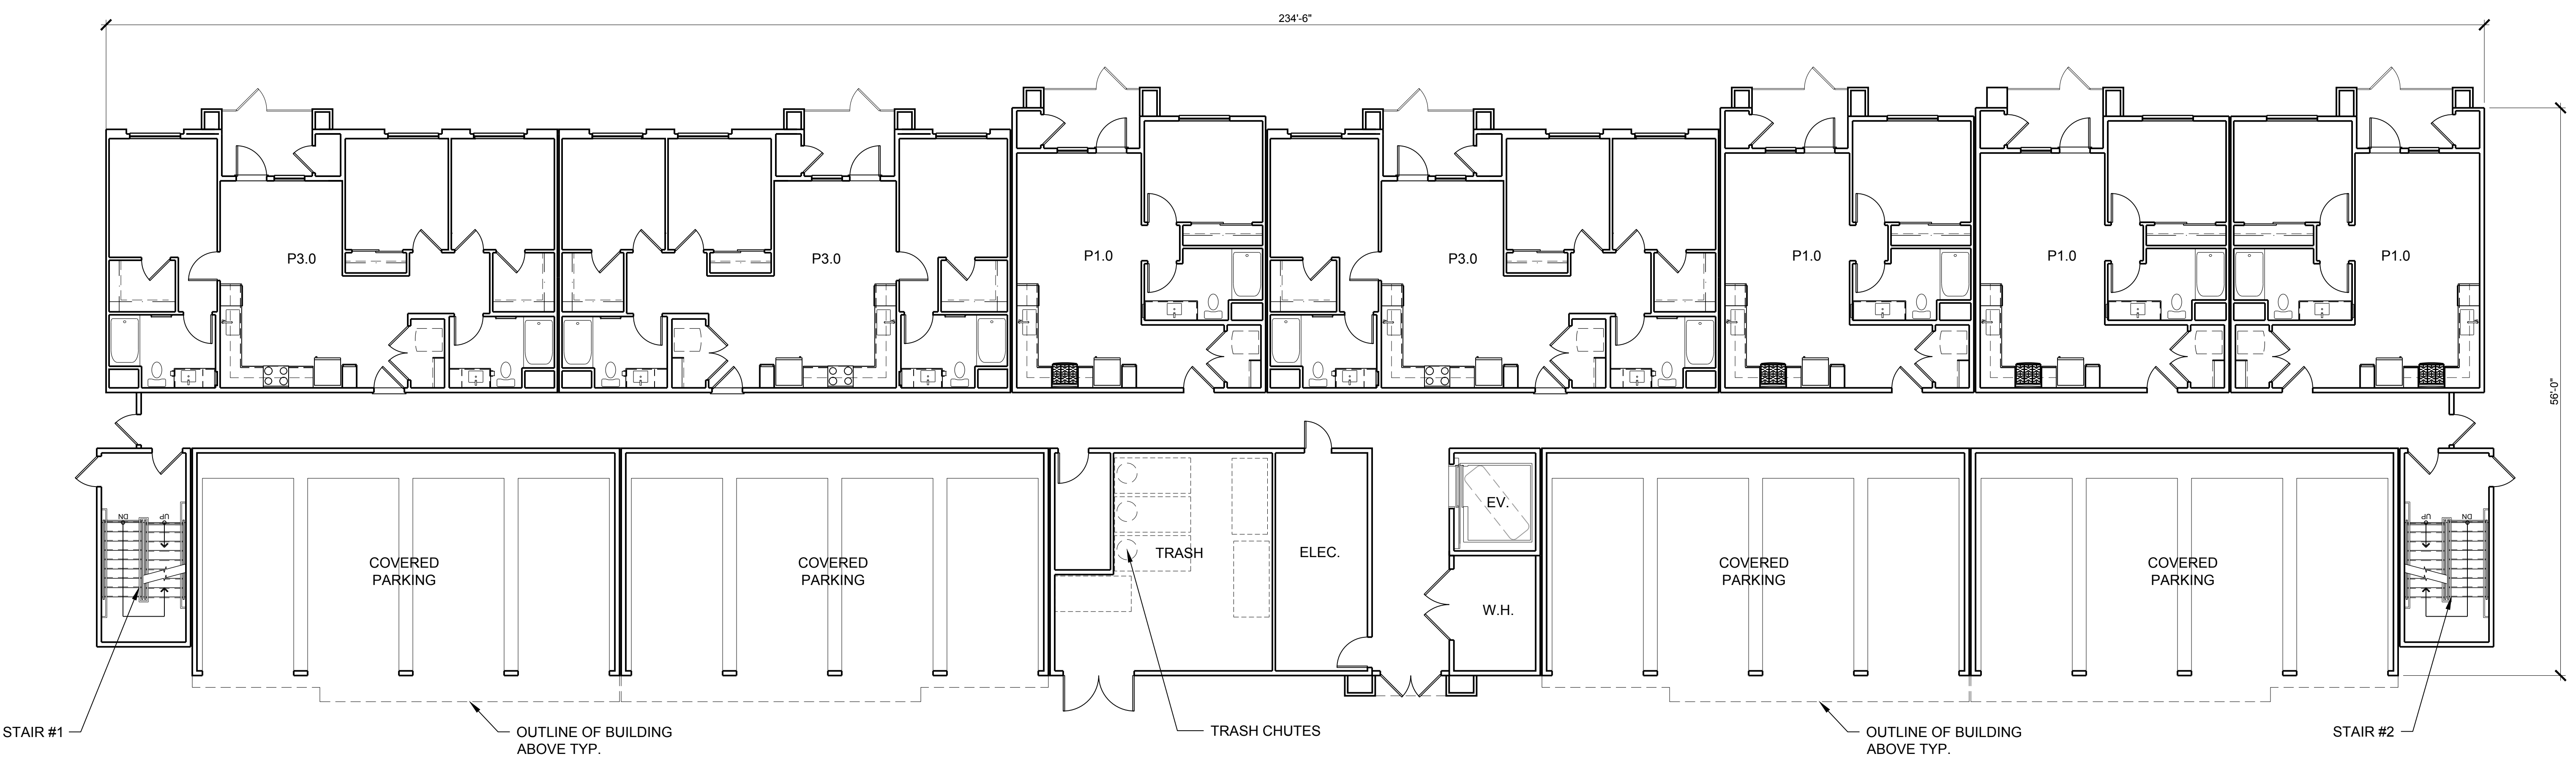 234'-6"
P3.0
P3.0
P1.0
P3.0
P1.0
P1.0
P1.0
56'-0"
DN
UP
COVERED
PARKING
COVERED
PARKING
TRASH
ELEC.
EV.
W.H.
COVERED
PARKING
COVERED
PARKING
UP
DN
STAIR #1
OUTLINE OF BUILDING
ABOVE TYP.
TRASH CHUTES
OUTLINE OF BUILDING
ABOVE TYP.
STAIR #2